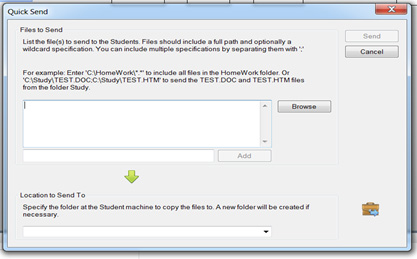 Quick Send
Files to Send
List the file(s) to send to the Students. Files should include a full path and optionally a
wildcard specification. You can include multiple specifications by separating them with ';'
Send
Cancel
For example: Enter 'C:\HomeWork\*.*' to include all files in the HomeWork folder. Or
'C:\Study\TEST.DOC;C:\Study\TEST.HTM' to send the TEST.DOC and TEST.HTM files
from the folder Study.
Browse
Add
Location to Send To
Specify the folder at the Student machine to copy the files to. A new folder will be created if
necessary.